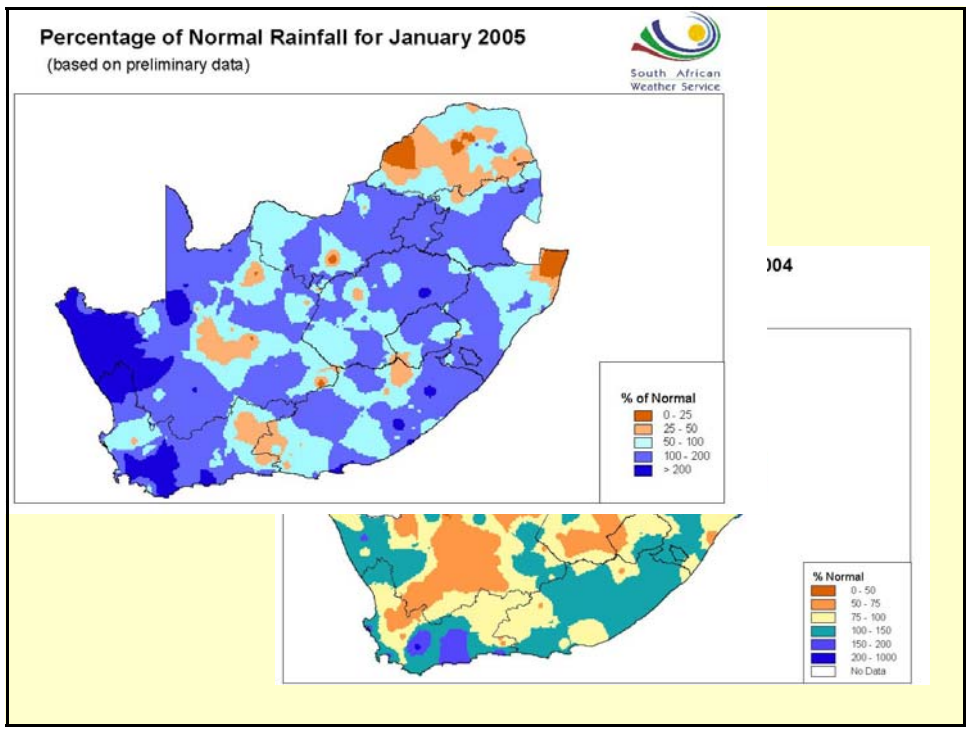 Percentage of Normal Rainfall for January 2005
(based on preliminary data)
South African
Weather Service
% of Normal
0 - 25
25 - 50
50 - 100
100 - 200
> 200
004
% Normal
0 - 50
50 - 75
75 - 100
100 - 150
150 - 200
200 - 1000
No Data